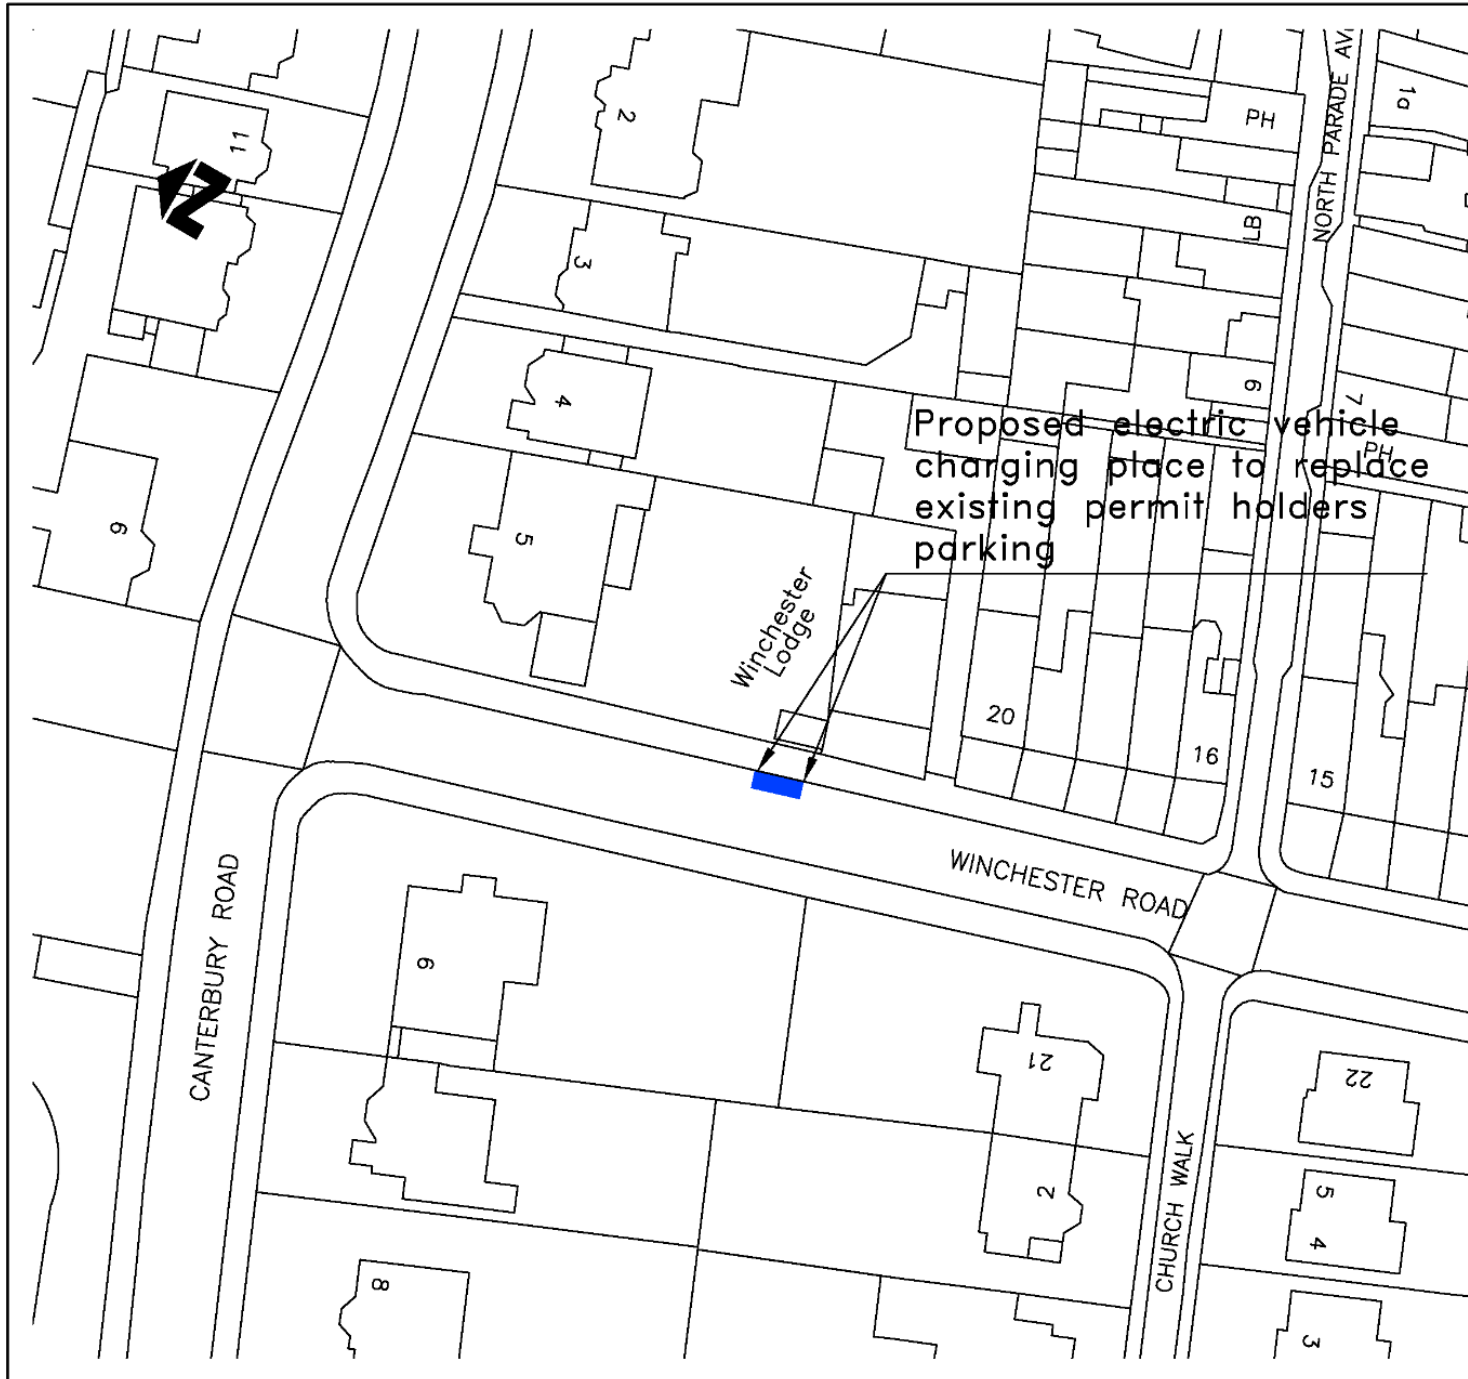 11
2
PH
NORTH PARADE AV
1a
N
3
LB
4
9
7
PH
Proposed electric vehicle
charging place to replace
existing permit holders
parking
9
5
Winchester
Lodge
20
16
15
WINCHESTER ROAD
CANTERBURY ROAD
6
21
22
2
CHURCH WALK
5
4
8
3